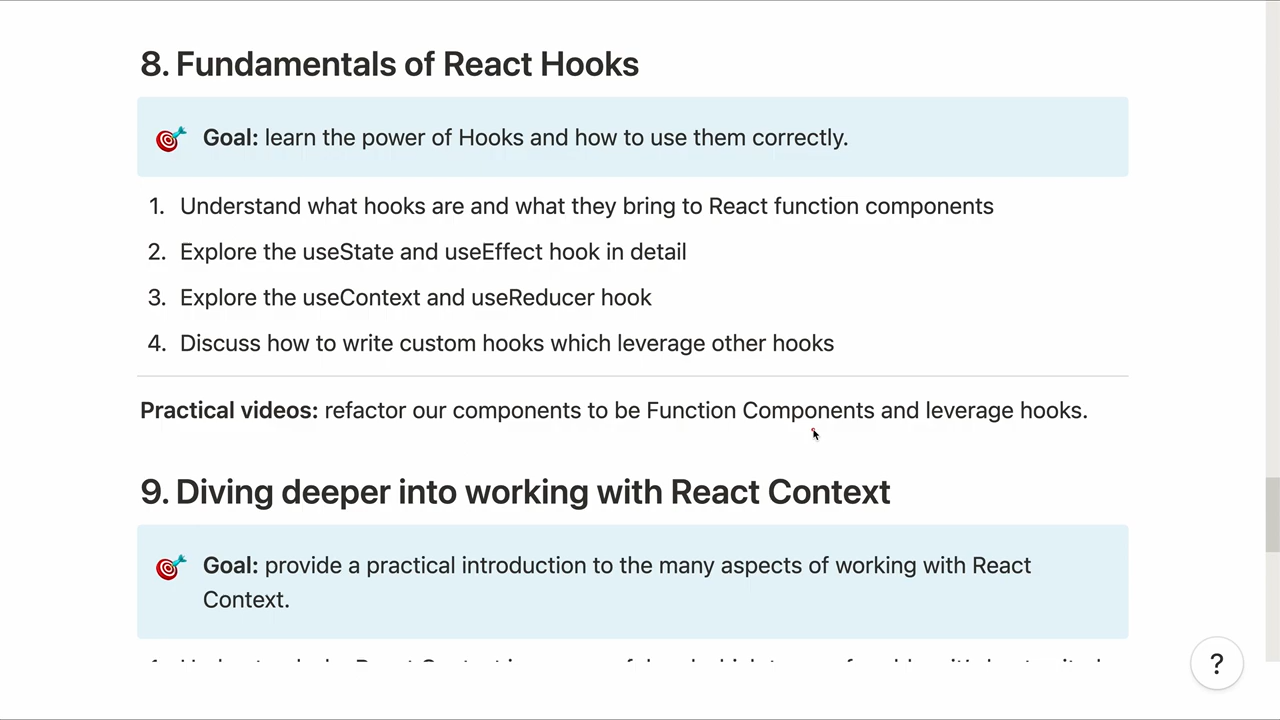 8. Fundamentals of React Hooks
Goal: learn the power of Hooks and how to use them correctly.
1. Understand what hooks are and what they bring to React function components
2. Explore the useState and useEffect hook in detail
3. Explore the useContext and useReducer hook
4. Discuss how to write custom hooks which leverage other hooks
Practical videos: refactor our components to be Function Components and leverage hooks.
9. Diving deeper into working with React Context
Goal: provide a practical introduction to the many aspects of working with React
Context.
?